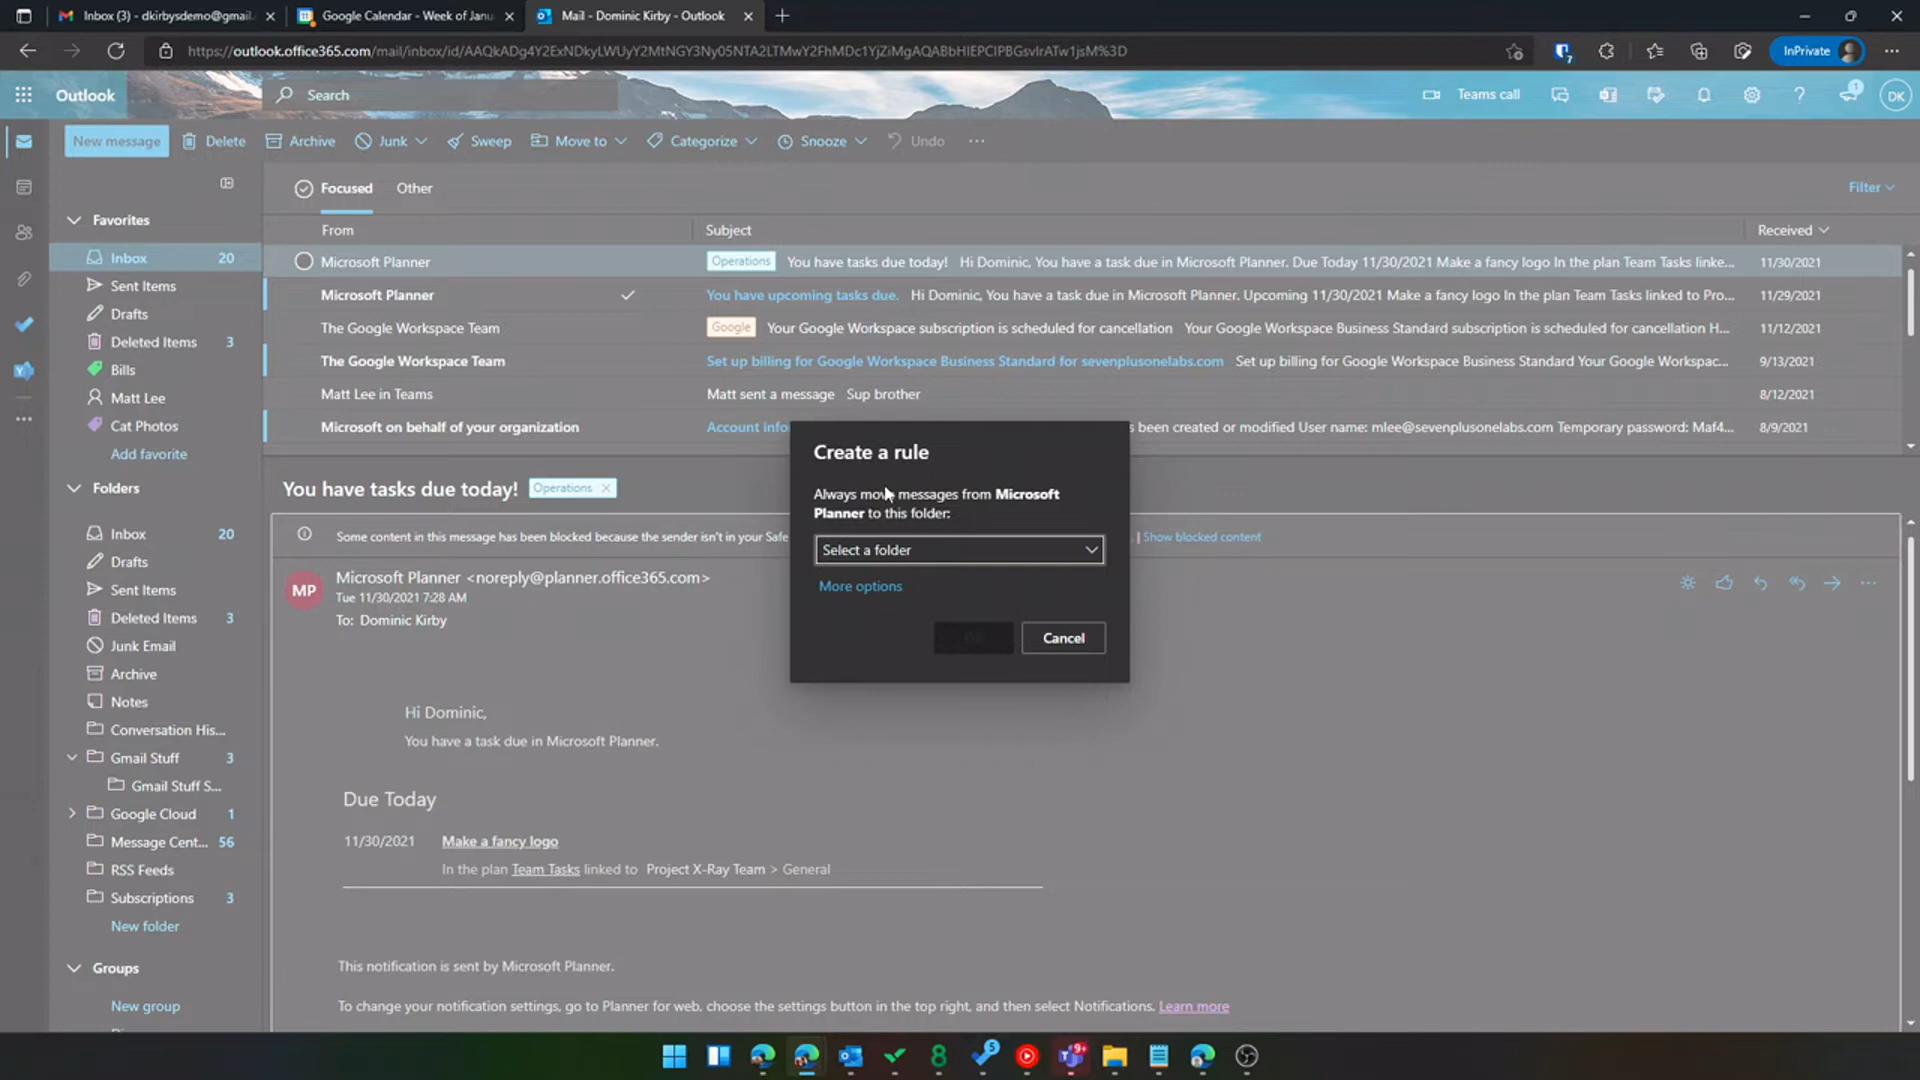 Inbox (3) - dkirbysdemo@gmail.
Google Calendar - Week of Janu
Mail - Dominic Kirby - Outlook
https://outlook.office365.com/mail/inbox/id/AAQkADg4Y2ExNDkyLWUyY2MtNGY3Ny05NTA2LTMwY2FhMDc1YjZiMgAQABbHIEPCIPBGsvlrATw1jsM%3D
7
InPrivate
Outlook
Search
Teams call
1
DK
New message
Delete
Archive
Junk
Sweep
Move to
Categorize
Snooze
Undo
Focused
Other
Filter
From
Subject
Received
Microsoft Planner
Operations
You have tasks due today! Hi Dominic, You have a task due in Microsoft Planner. Due Today 11/30/2021 Make a fancy logo In the plan Team Tasks linke...
11/30/2021
Microsoft Planner
You have upcoming tasks due. Hi Dominic, You have a task due in Microsoft Planner. Upcoming 11/30/2021 Make a fancy logo In the plan Team Tasks linked to Pro...
11/29/2021
The Google Workspace Team
Google
Your Google Workspace subscription is scheduled for cancellation Your Google Workspace Business Standard subscription is scheduled for cancellation H...
11/12/2021
The Google Workspace Team
Set up billing for Google Workspace Business Standard for sevenplusonelabs.com Set up billing for Google Workspace Business Standard Your Google Workspac...
9/13/2021
Matt Lee in Teams
Matt sent a message Sup brother
8/12/2021
Microsoft on behalf of your organization
Account info
s been created or modified User name: mlee@sevenplusonelabs.com Temporary password: Maf4...
8/9/2021
Favorites
Inbox 20
Sent Items
Drafts
Deleted Items 3
Bills
Matt Lee
Cat Photos
Add favorite
Folders
Inbox 20
Drafts
Sent Items
Deleted Items 3
Junk Email
Archive
Notes
Conversation His...
Gmail Stuff 3
Gmail Stuff S...
Google Cloud 1
Message Cent... 56
RSS Feeds
Subscriptions 3
New folder
Groups
New group
You have tasks due today!
Operations
Some content in this message has been blocked because the sender isn't in your Safe
| Show blocked content
MP
Microsoft Planner <noreply@planner.office365.com>
Tue 11/30/2021 7:28 AM
To: Dominic Kirby
Hi Dominic,
You have a task due in Microsoft Planner.
Due Today
11/30/2021 Make a fancy logo
In the plan Team Tasks linked to Project X-Ray Team > General
This notification is sent by Microsoft Planner.
To change your notification settings, go to Planner for web, choose the settings button in the top right, and then select Notifications. Learn more
Create a rule
Always move messages from Microsoft
Planner to this folder:
Select a folder
More options
Cancel
8
5
9+